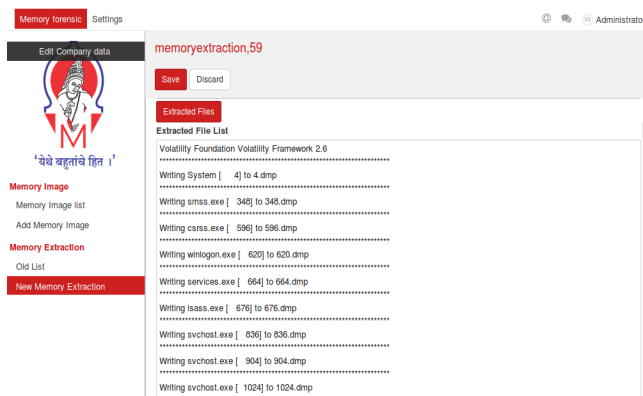 Memory forensic Settings
@ Administrato
Edit Company data
memoryextraction,59
Save Discard
M
‘येथे बहुतांचे हित ।’
Extracted Files
Extracted File List
Volatility Foundation Volatility Framework 2.6
************************************************************************
Writing System [ 4] to 4.dmp
************************************************************************
Writing smss.exe [ 348] to 348.dmp
************************************************************************
Writing csrss.exe [ 596] to 596.dmp
************************************************************************
Writing winlogon.exe [ 620] to 620.dmp
************************************************************************
Writing services.exe [ 664] to 664.dmp
************************************************************************
Writing lsass.exe [ 676] to 676.dmp
************************************************************************
Writing svchost.exe [ 836] to 836.dmp
************************************************************************
Writing svchost.exe [ 904] to 904.dmp
************************************************************************
Writing svchost.exe [ 1024] to 1024.dmp
Memory Image
Memory Image list
Add Memory Image
Memory Extraction
Old List
New Memory Extraction